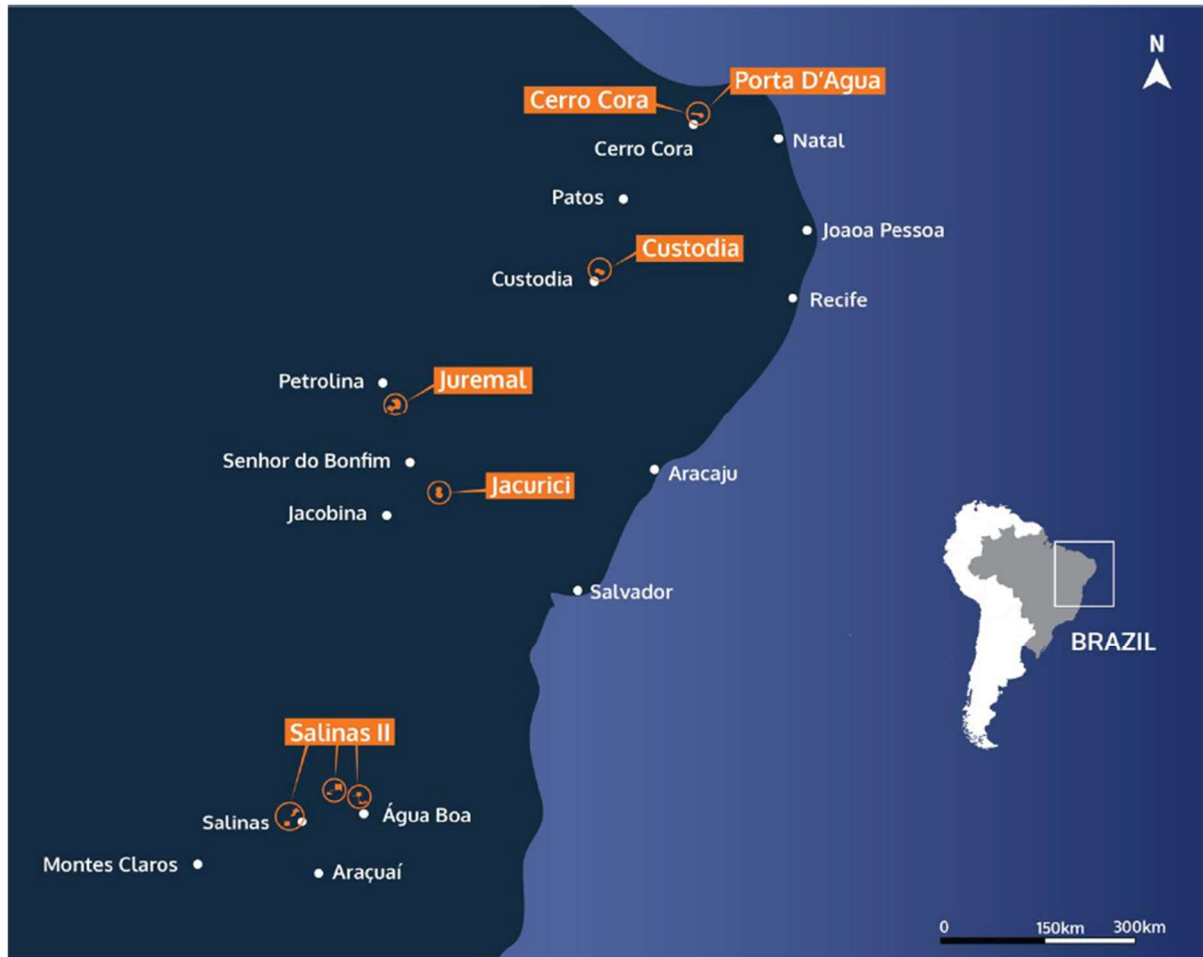 N
Porta D'Agua
Cerro Cora
Cerro Cora
Natal
Patos
Joaoa Pessoa
Custodia
Custodia
Recife
Petrolina
Juremal
Senhor do Bonfim
Aracaju
Jacurici
Jacobina
Salvador
BRAZIL
Salinas II
Salinas
Água Boa
Montes Claros
Araçuaí
0 150km 300km